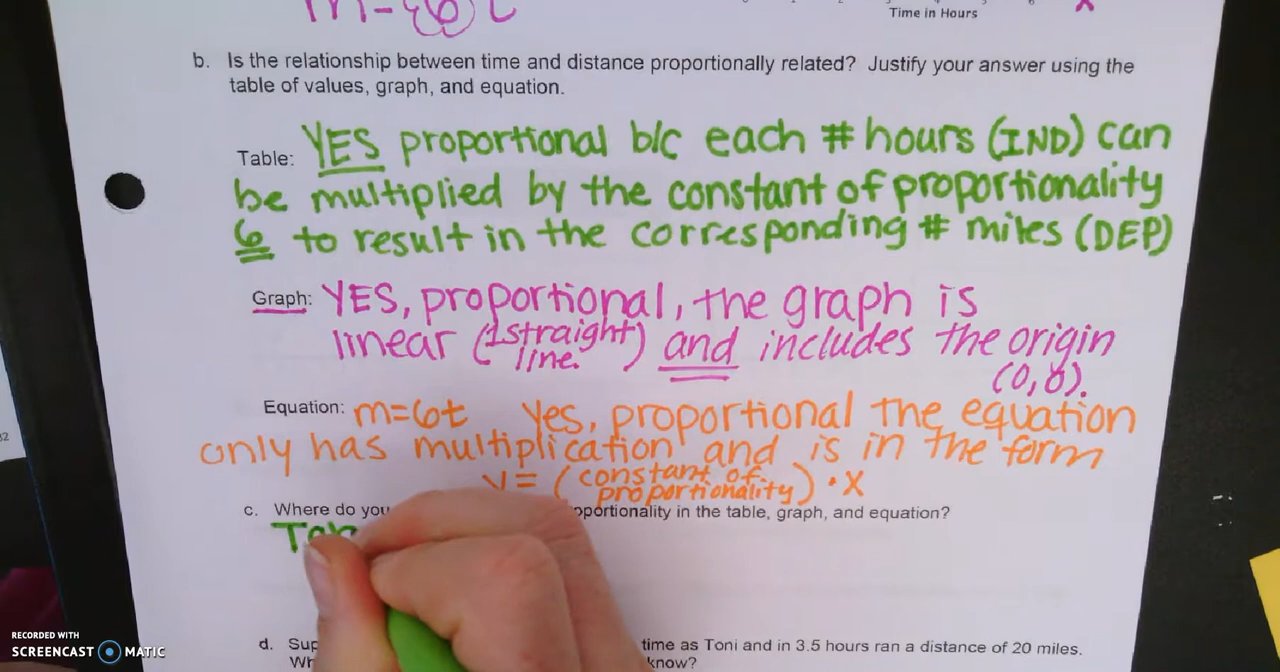 m=6t
Time in Hours
b. Is the relationship between time and distance proportionally related? Justify your answer using the
table of values, graph, and equation.
Table: YES proportional b/c each # hours (IND) can
be multiplied by the constant of proportionality
6 to result in the corresponding # miles (DEP)
Graph: YES, proportional, the graph is
linear (1 straight line.) and includes the origin
(0,0).
Equation: m=6t Yes, proportional the equation
only has multiplication and is in the form
y = (constant of proportionality) · x
c. Where do you oportionality in the table, graph, and equation?
d. time as Toni and in 3.5 hours ran a distance of 20 miles.
know?
RECORDED WITH
SCREENCAST MATIC